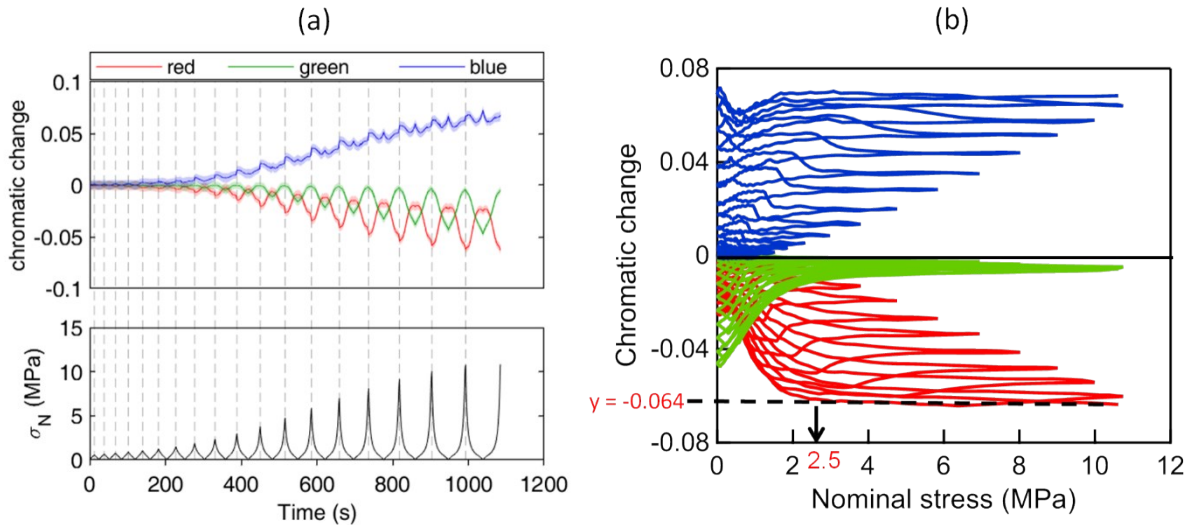 (a)
red green blue
0.1
0.05
0
-0.05
-0.1
chromatic change
15
10
5
0
σN (MPa)
0 200 400 600 800 1000 1200
Time (s)
(b)
0.08
0.04
0
-0.04
y = -0.064
-0.08
Chromatic change
0 2 4 6 8 10 12
2.5
Nominal stress (MPa)